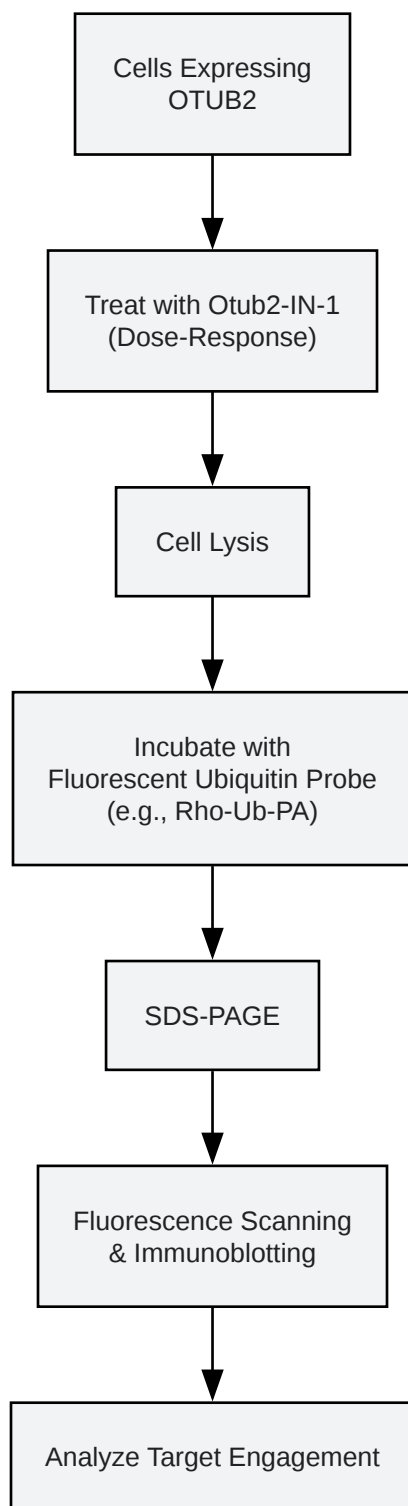 Cells Expressing
OTUB2
Treat with Otub2-IN-1
(Dose-Response)
Cell Lysis
Incubate with
Fluorescent Ubiquitin Probe
(e.g., Rho-Ub-PA)
SDS-PAGE
Fluorescence Scanning
& Immunoblotting
Analyze Target Engagement